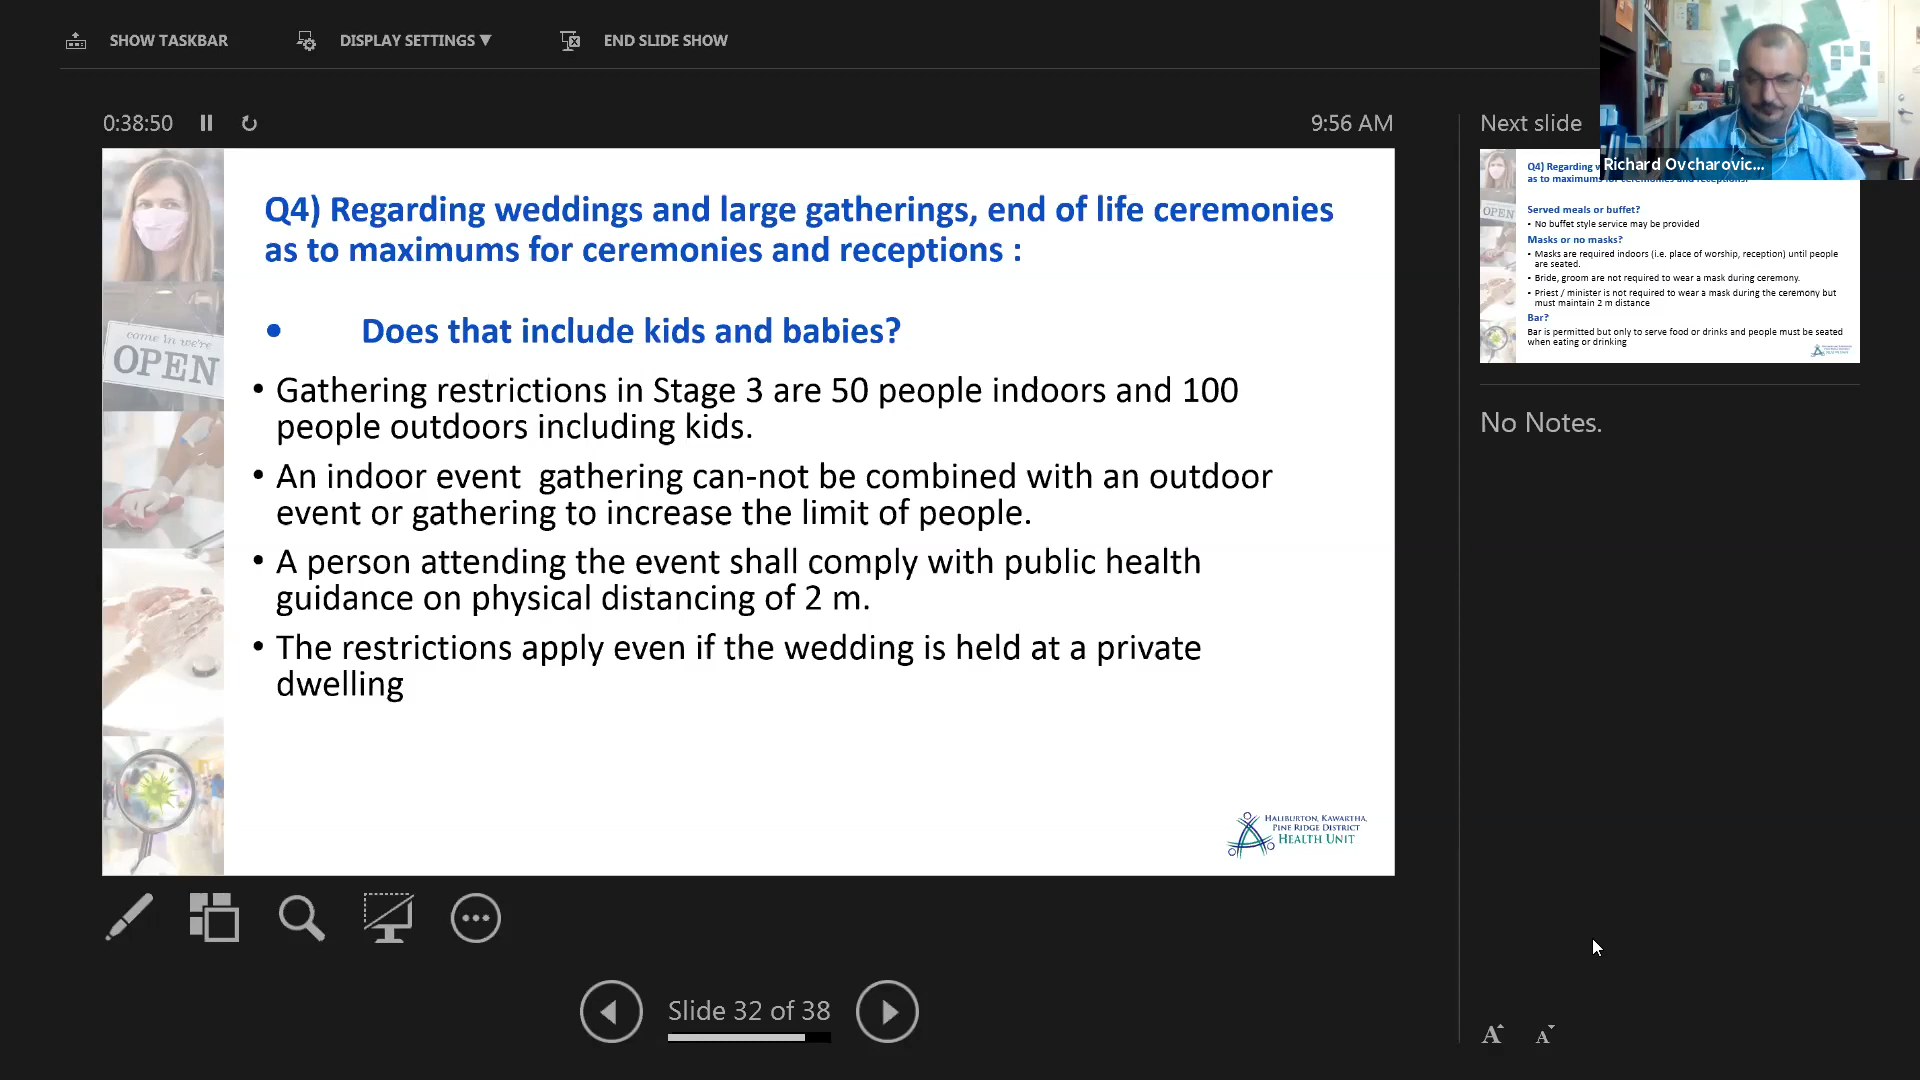 SHOW TASKBAR
DISPLAY SETTINGS ▼
END SLIDE SHOW
0:38:50
9:56 AM
Next slide
Richard Ovcharovic...
come in we're
OPEN
Q4) Regarding weddings and large gatherings, end of life ceremonies
as to maximums for ceremonies and receptions :
• Does that include kids and babies?
• Gathering restrictions in Stage 3 are 50 people indoors and 100
people outdoors including kids.
• An indoor event gathering can-not be combined with an outdoor
event or gathering to increase the limit of people.
• A person attending the event shall comply with public health
guidance on physical distancing of 2 m.
• The restrictions apply even if the wedding is held at a private
dwelling
HALIBURTON, KAWARTHA,
PINE RIDGE DISTRICT
HEALTH UNIT
Q4) Regarding
as to maximums for ceremonies and receptions:
OPEN
Served meals or buffet?
• No buffet style service may be provided
Masks or no masks?
• Masks are required indoors (i.e. place of worship, reception) until people
are seated.
• Bride, groom are not required to wear a mask during ceremony.
• Priest / minister is not required to wear a mask during the ceremony but
must maintain 2 m distance
Bar?
Bar is permitted but only to serve food or drinks and people must be seated
when eating or drinking
No Notes.
Slide 32 of 38
A A